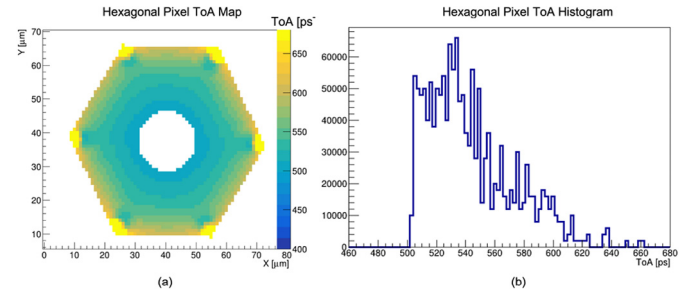 Hexagonal Pixel ToA Map
ToA [ps]
Y [μm]
70
60
50
40
30
20
10
0 10 20 30 40 50 60 70 80
X [μm]
650
600
550
500
450
400
(a)
Hexagonal Pixel ToA Histogram
60000
50000
40000
30000
20000
10000
0
460 480 500 520 540 560 580 600 620 640 660 680
ToA [ps]
(b)